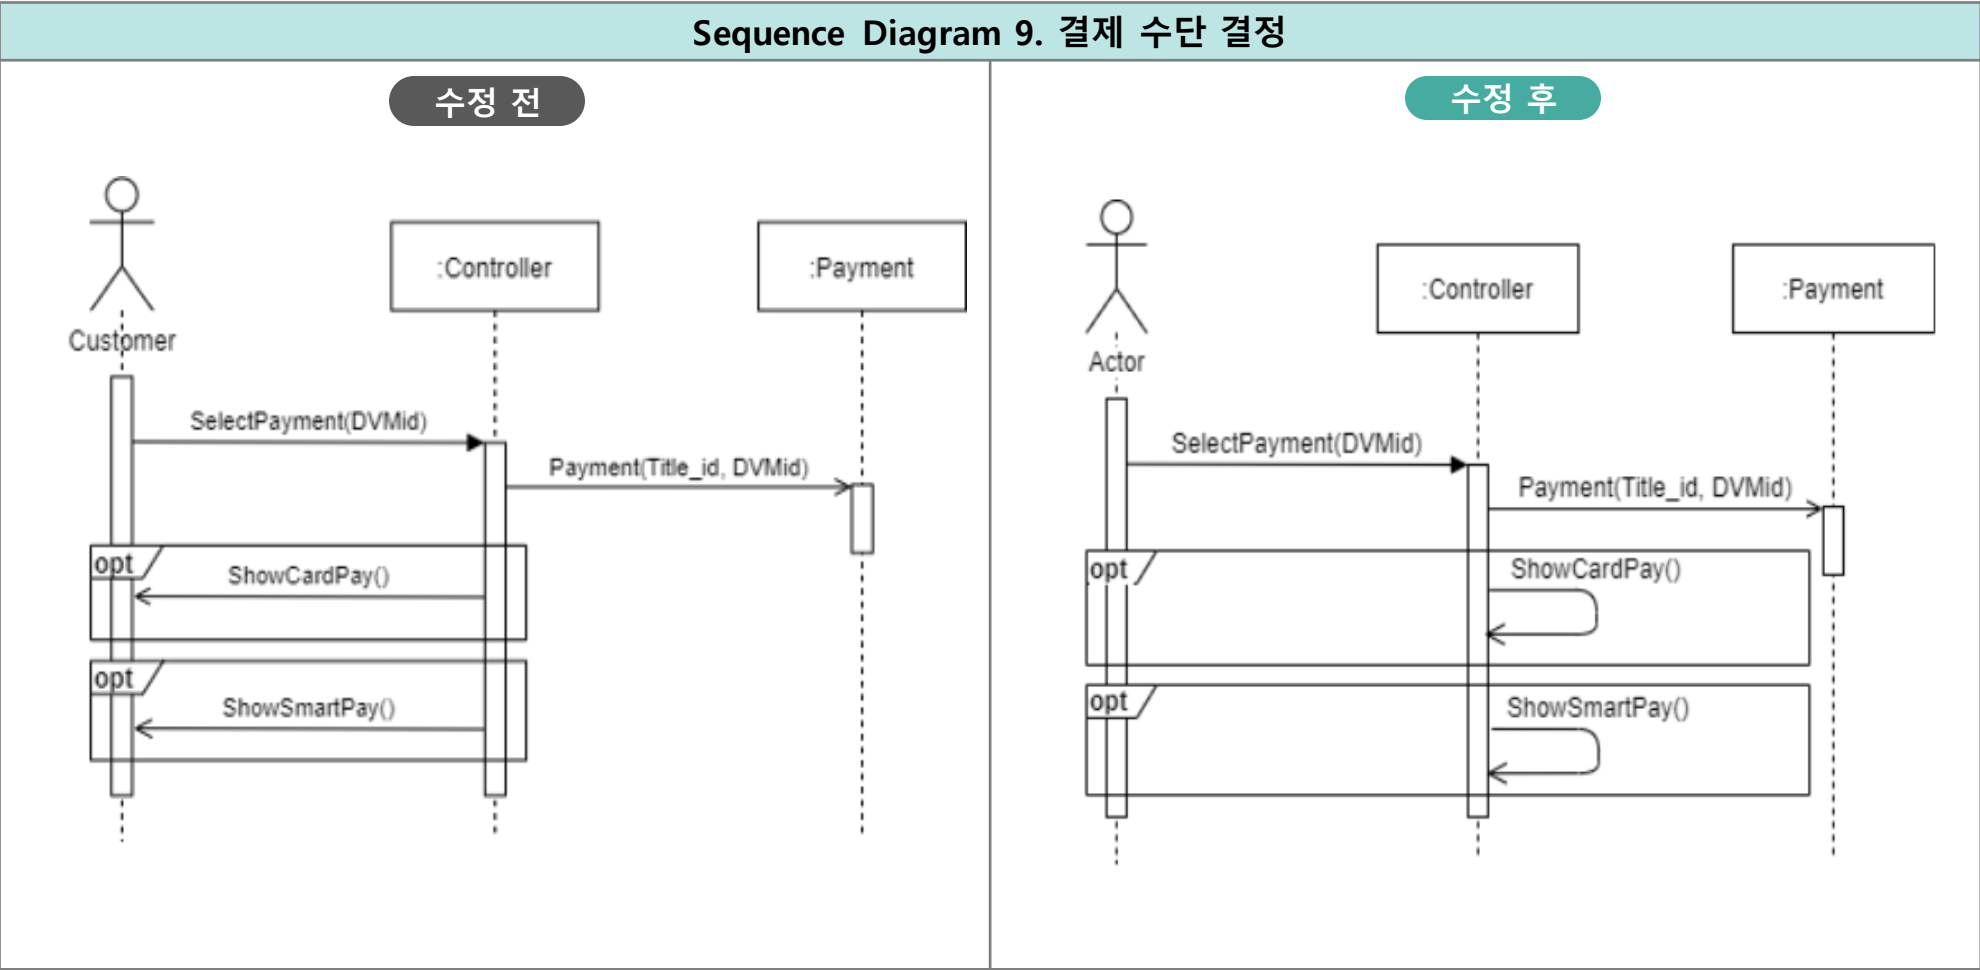 Sequence Diagram 9. 결제 수단 결정
수정 전
:Controller
:Payment
Customer
SelectPayment(DVMid)
Payment(Title_id, DVMid)
opt
ShowCardPay()
opt
ShowSmartPay()
수정 후
:Controller
:Payment
Actor
SelectPayment(DVMid)
Payment(Title_id, DVMid)
opt
ShowCardPay()
opt
ShowSmartPay()